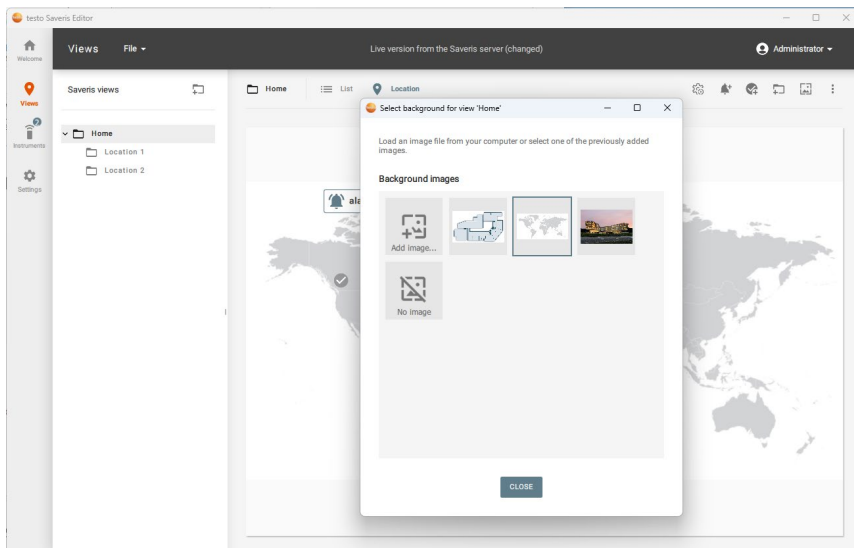 testo Saveris Editor
Welcome
Views
File
Live version from the Saveris server (changed)
Administrator
Views
2
Instruments
Settings
Saveris views
Home
Location 1
Location 2
Home
List
Location
Select background for view 'Home'
Load an image file from your computer or select one of the previously added
images.
Background images
Add image...
No image
CLOSE
ala